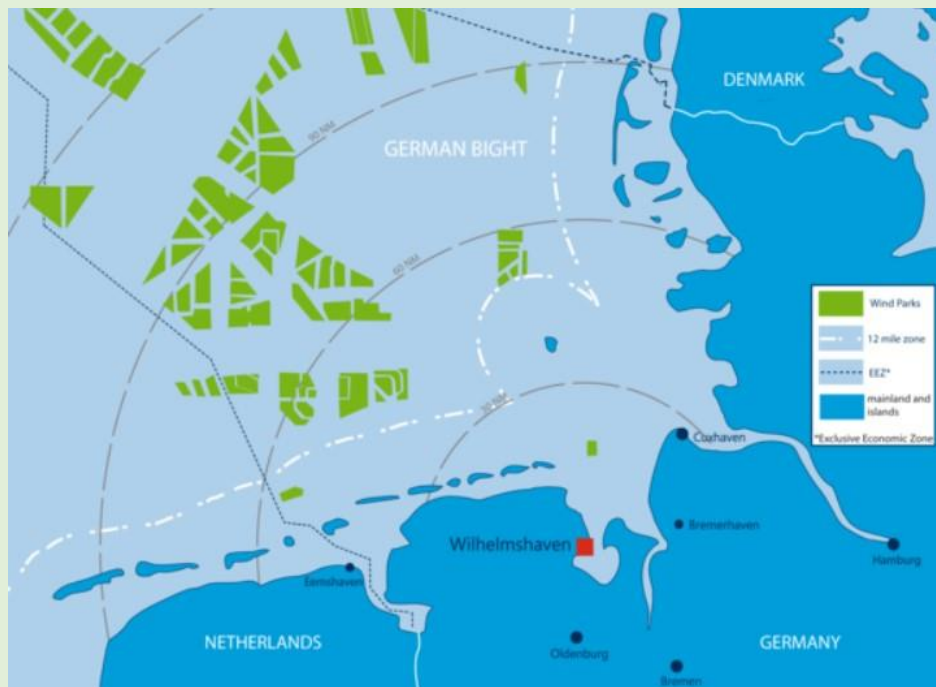 DENMARK
90 NM
GERMAN BIGHT
60 NM
Wind Parks
12 mile zone
EEZ*
mainland and
islands
*Exclusive Economic Zone
30 NM
Cuxhaven
Bremerhaven
Wilhelmshaven
Hamburg
Eemshaven
NETHERLANDS
Oldenburg
GERMANY
Bremen